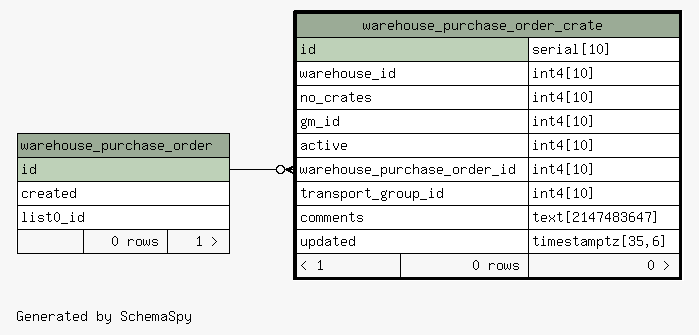 warehouse_purchase_order_crate
id serial[10]
warehouse_id int4[10]
no_crates int4[10]
gm_id int4[10]
active int4[10]
warehouse_purchase_order_id int4[10]
transport_group_id int4[10]
comments text[2147483647]
updated timestamptz[35,6]
< 1 0 rows 0 >
warehouse_purchase_order
id
created
list0_id
0 rows 1 >
Generated by SchemaSpy